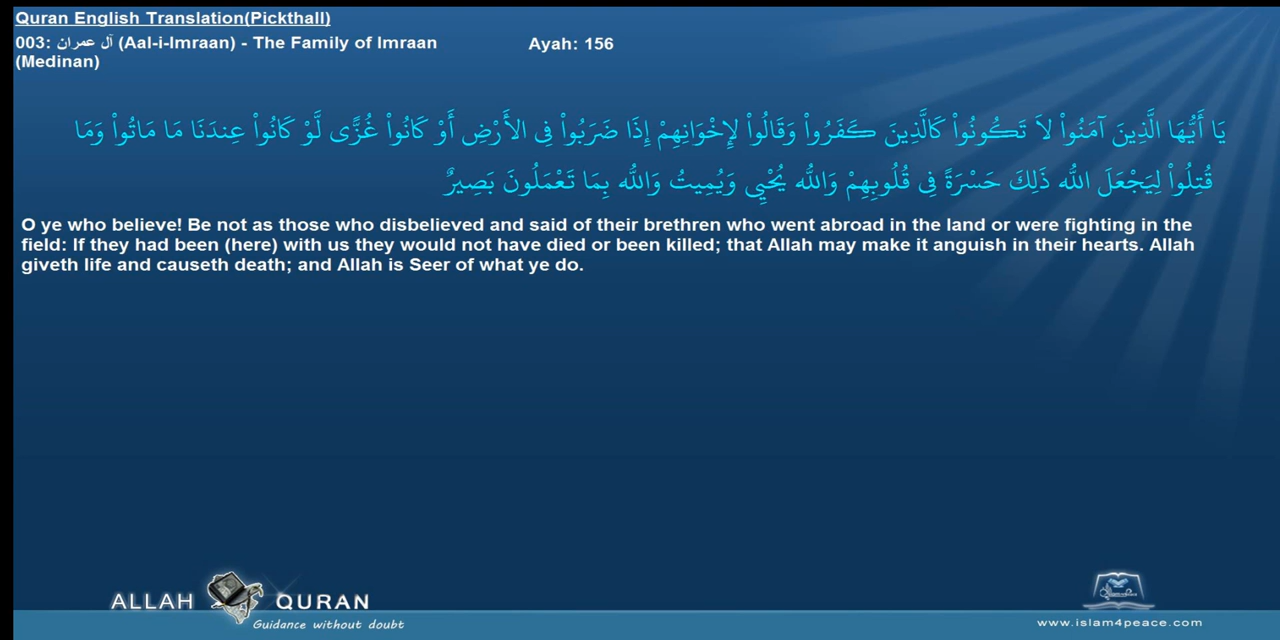 Quran English Translation(Pickthall)
003: آل عمران (Aal-i-Imraan) - The Family of Imraan
(Medinan)
Ayah: 156
يَا أَيُّهَا الَّذِينَ آمَنُواْ لاَ تَكُونُواْ كَالَّذِينَ كَفَرُواْ وَقَالُواْ لإِخْوَانِهِمْ إِذَا ضَرَبُواْ فِي الأَرْضِ أَوْ كَانُواْ غُزًّى لَّوْ كَانُواْ عِندَنَا مَا مَاتُواْ وَمَا
قُتِلُواْ لِيَجْعَلَ اللّه ذَلِكَ حَسْرَةً فِي قُلُوبِهِمْ وَاللّه يُحْيِي وَيُمِيتُ وَاللّه بِمَا تَعْمَلُونَ بَصِيرٌ
O ye who believe! Be not as those who disbelieved and said of their brethren who went abroad in the land or were fighting in the
field: If they had been (here) with us they would not have died or been killed; that Allah may make it anguish in their hearts. Allah
giveth life and causeth death; and Allah is Seer of what ye do.
ALLAH QURAN
Guidance without doubt
www.islam4peace.com